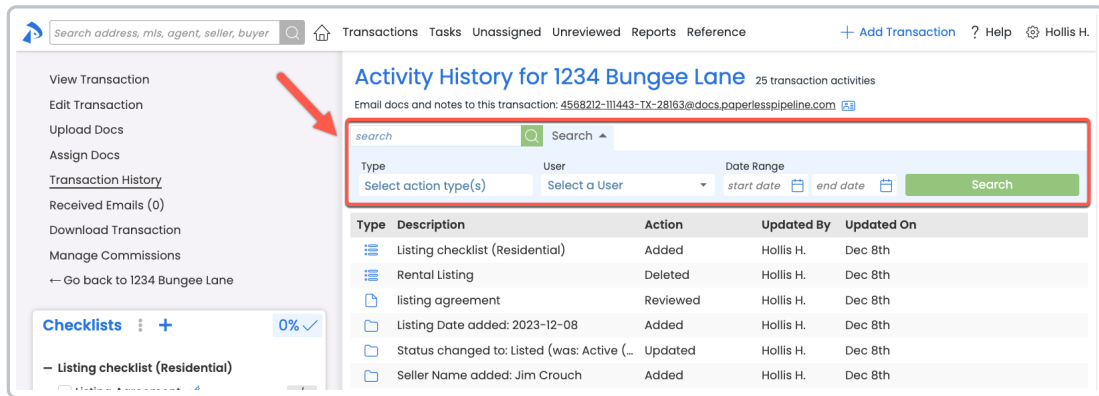 Search address, mls, agent, seller, buyer
Transactions Tasks Unassigned Unreviewed Reports Reference
+ Add Transaction ? Help Hollis H.
View Transaction
Edit Transaction
Upload Docs
Assign Docs
Transaction History
Received Emails (0)
Download Transaction
Manage Commissions
← Go back to 1234 Bungee Lane
Checklists + 0%
– Listing checklist (Residential)
Activity History for 1234 Bungee Lane 25 transaction activities
Email docs and notes to this transaction: 4568212-111443-TX-28163@docs.paperlesspipeline.com
search Search
Type User Date Range
Select action type(s) Select a User start date end date Search
Type Description Action Updated By Updated On
Listing checklist (Residential) Added Hollis H. Dec 8th
Rental Listing Deleted Hollis H. Dec 8th
listing agreement Reviewed Hollis H. Dec 8th
Listing Date added: 2023-12-08 Added Hollis H. Dec 8th
Status changed to: Listed (was: Active (... Updated Hollis H. Dec 8th
Seller Name added: Jim Crouch Added Hollis H. Dec 8th